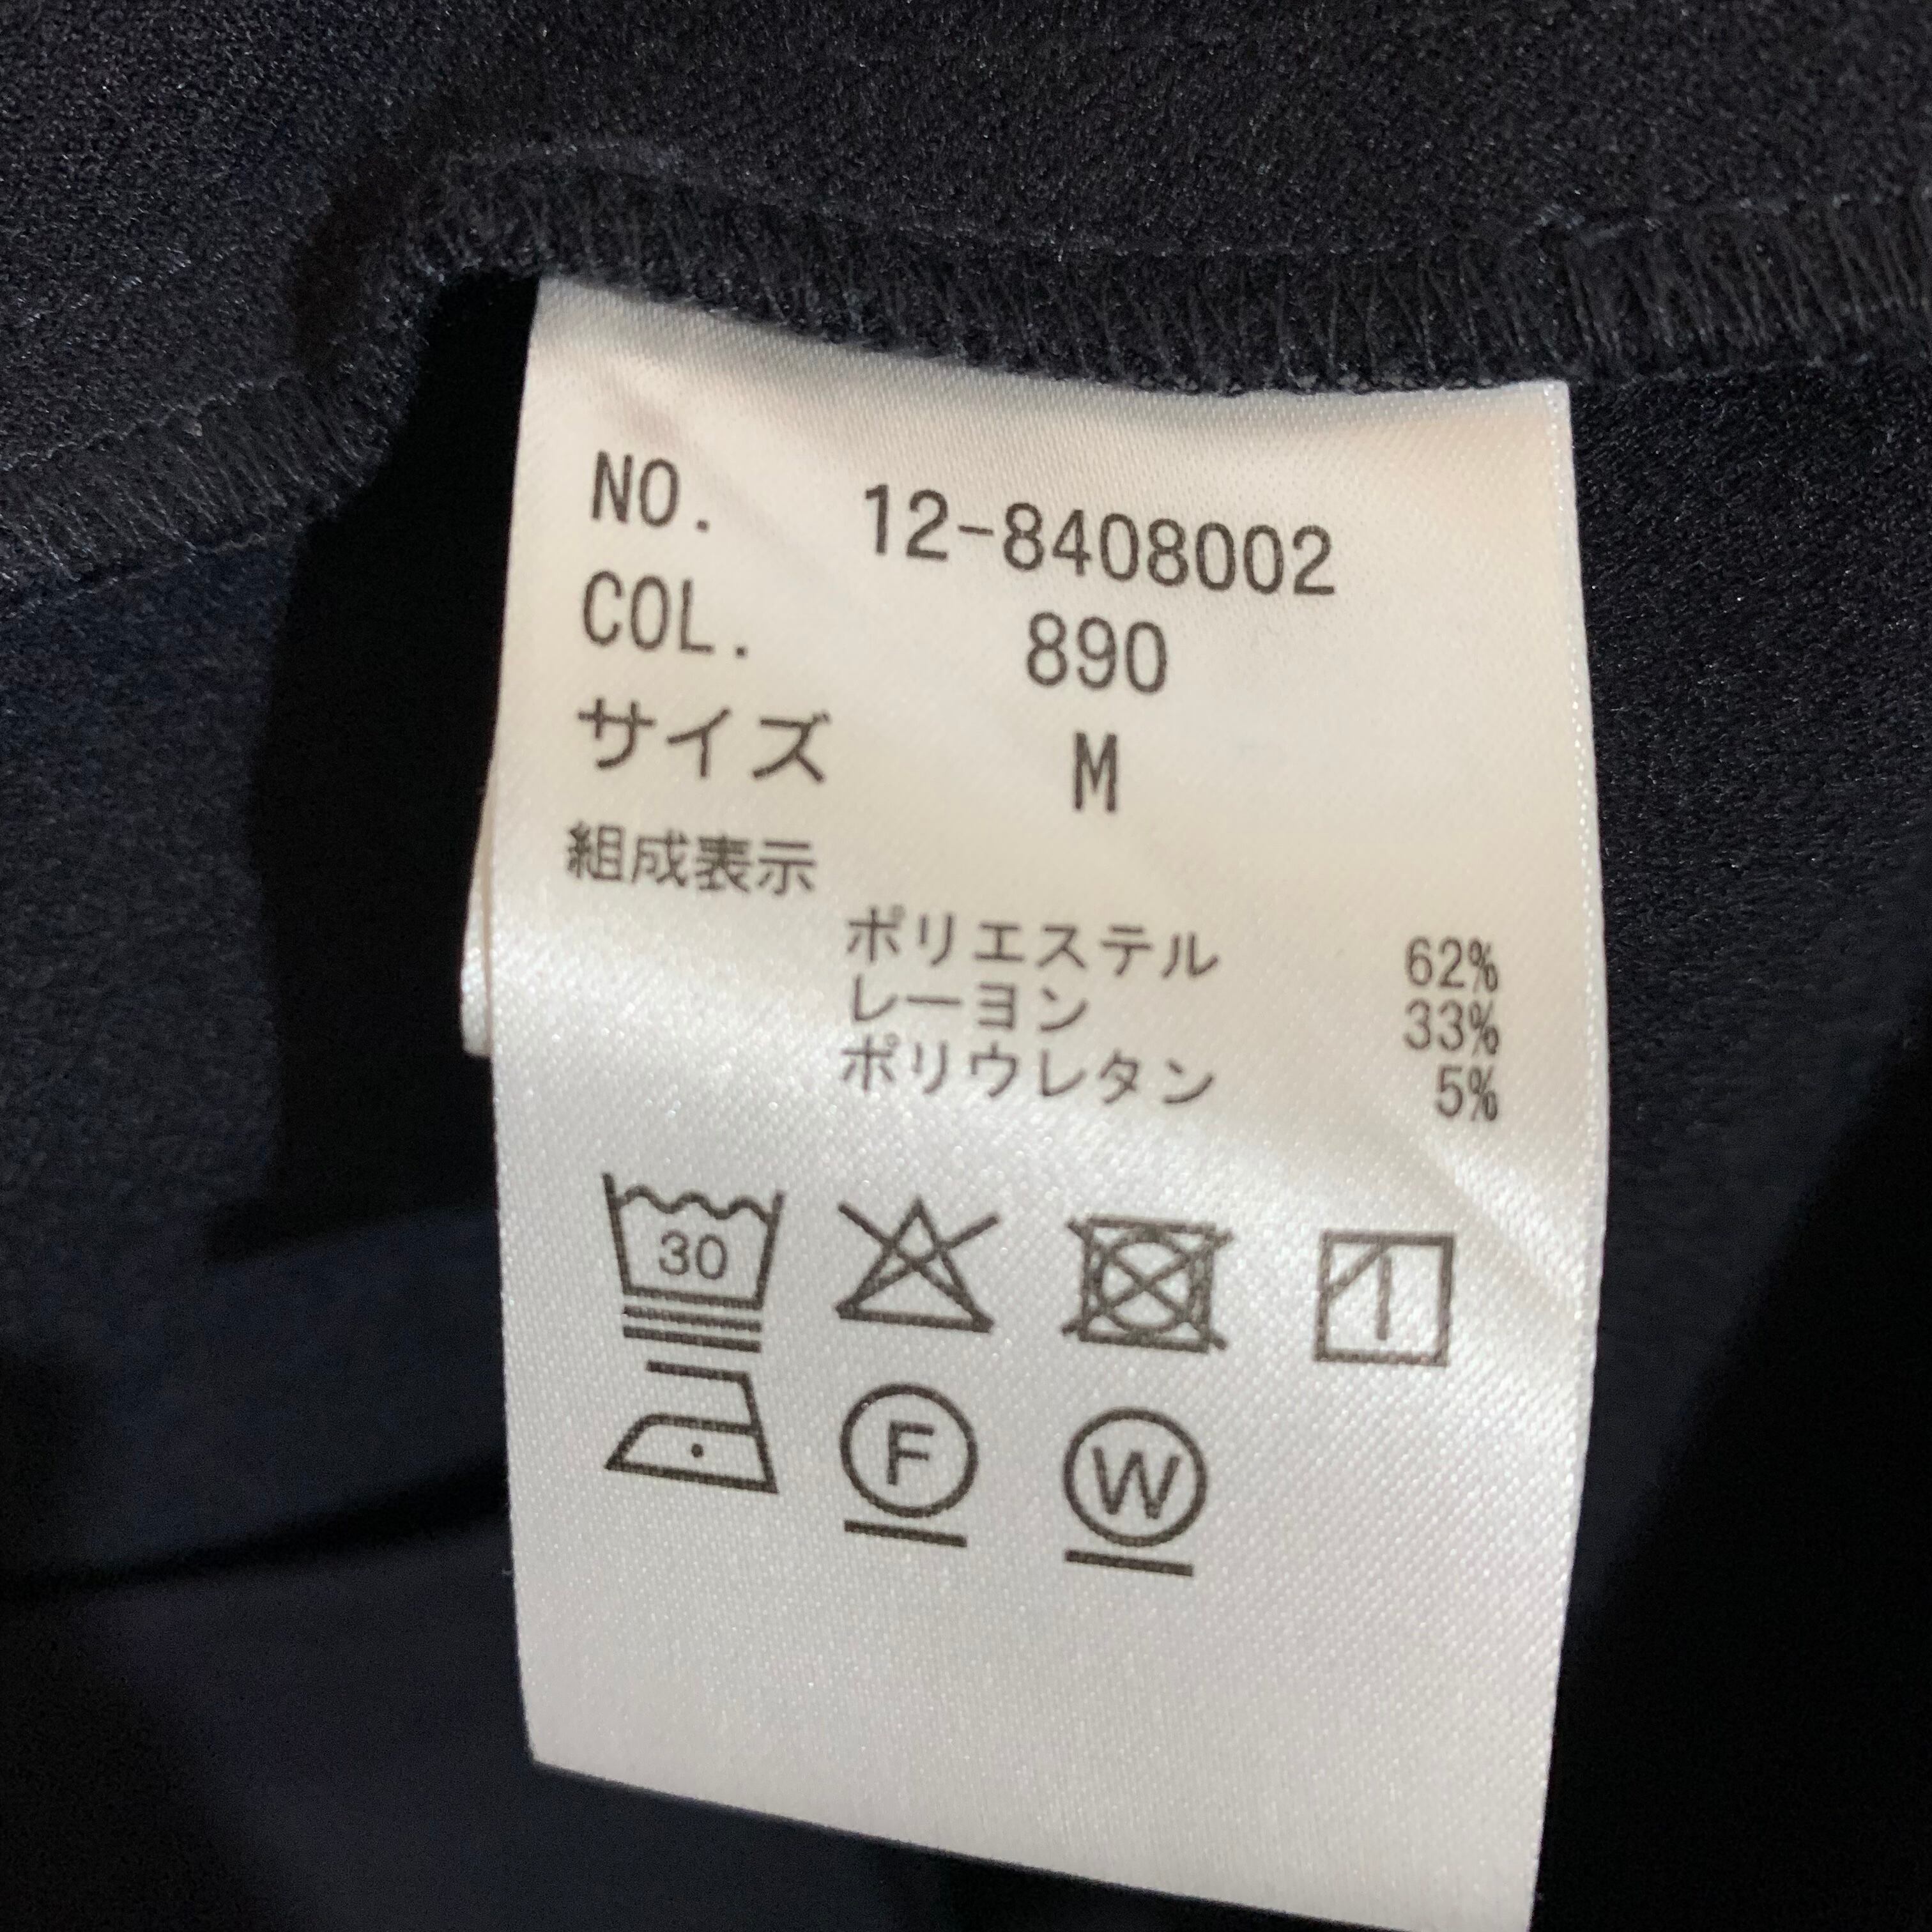 NO. 12-8408002
COL. 890
サイズ M
組成表示
ポリエステル 62%
レーヨン 33%
ポリウレタン 5%
30
F W